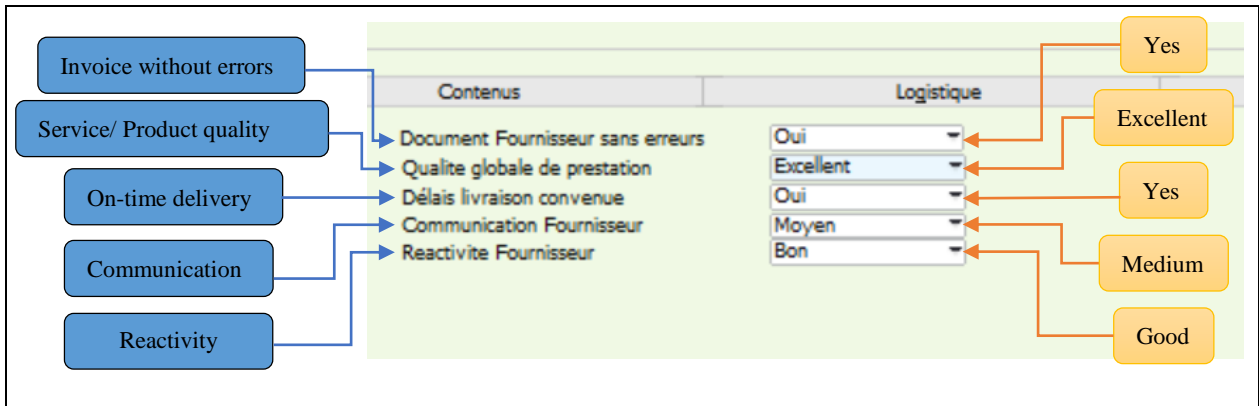 Yes
Invoice without errors
Contenus Logistique
Service/ Product quality
Excellent
Document Fournisseur sans erreurs Oui
Qualite globale de prestation Excellent
On-time delivery
Délais livraison convenue Oui
Yes
Communication Fournisseur Moyen
Reactivite Fournisseur Bon
Communication
Medium
Reactivity
Good